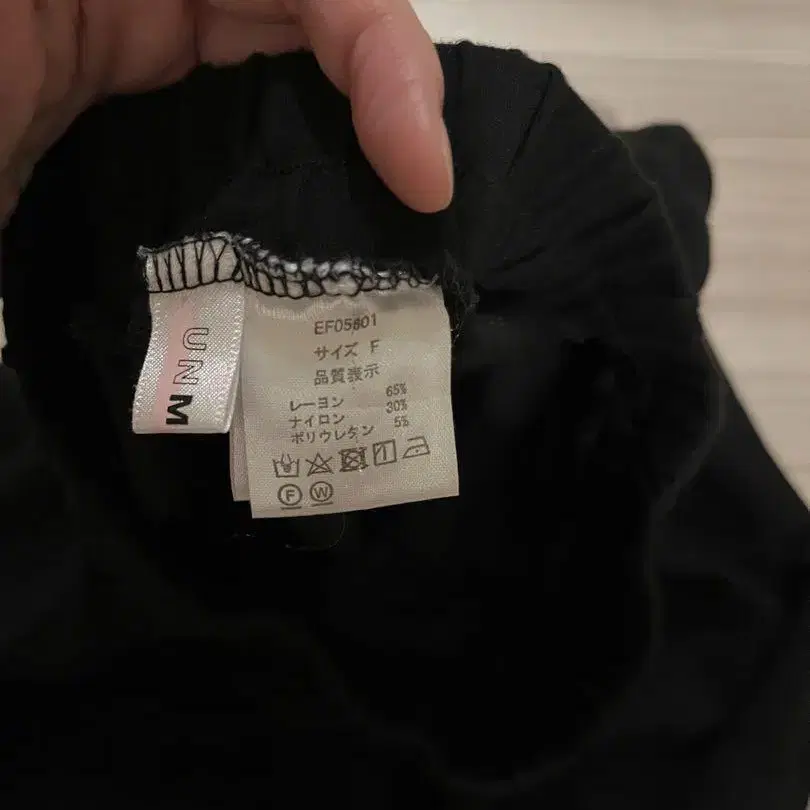 UNM
EF05801
サイズ F
品質表示
レーヨン 65%
ナイロン 30%
ポリウレタン 5%
F W